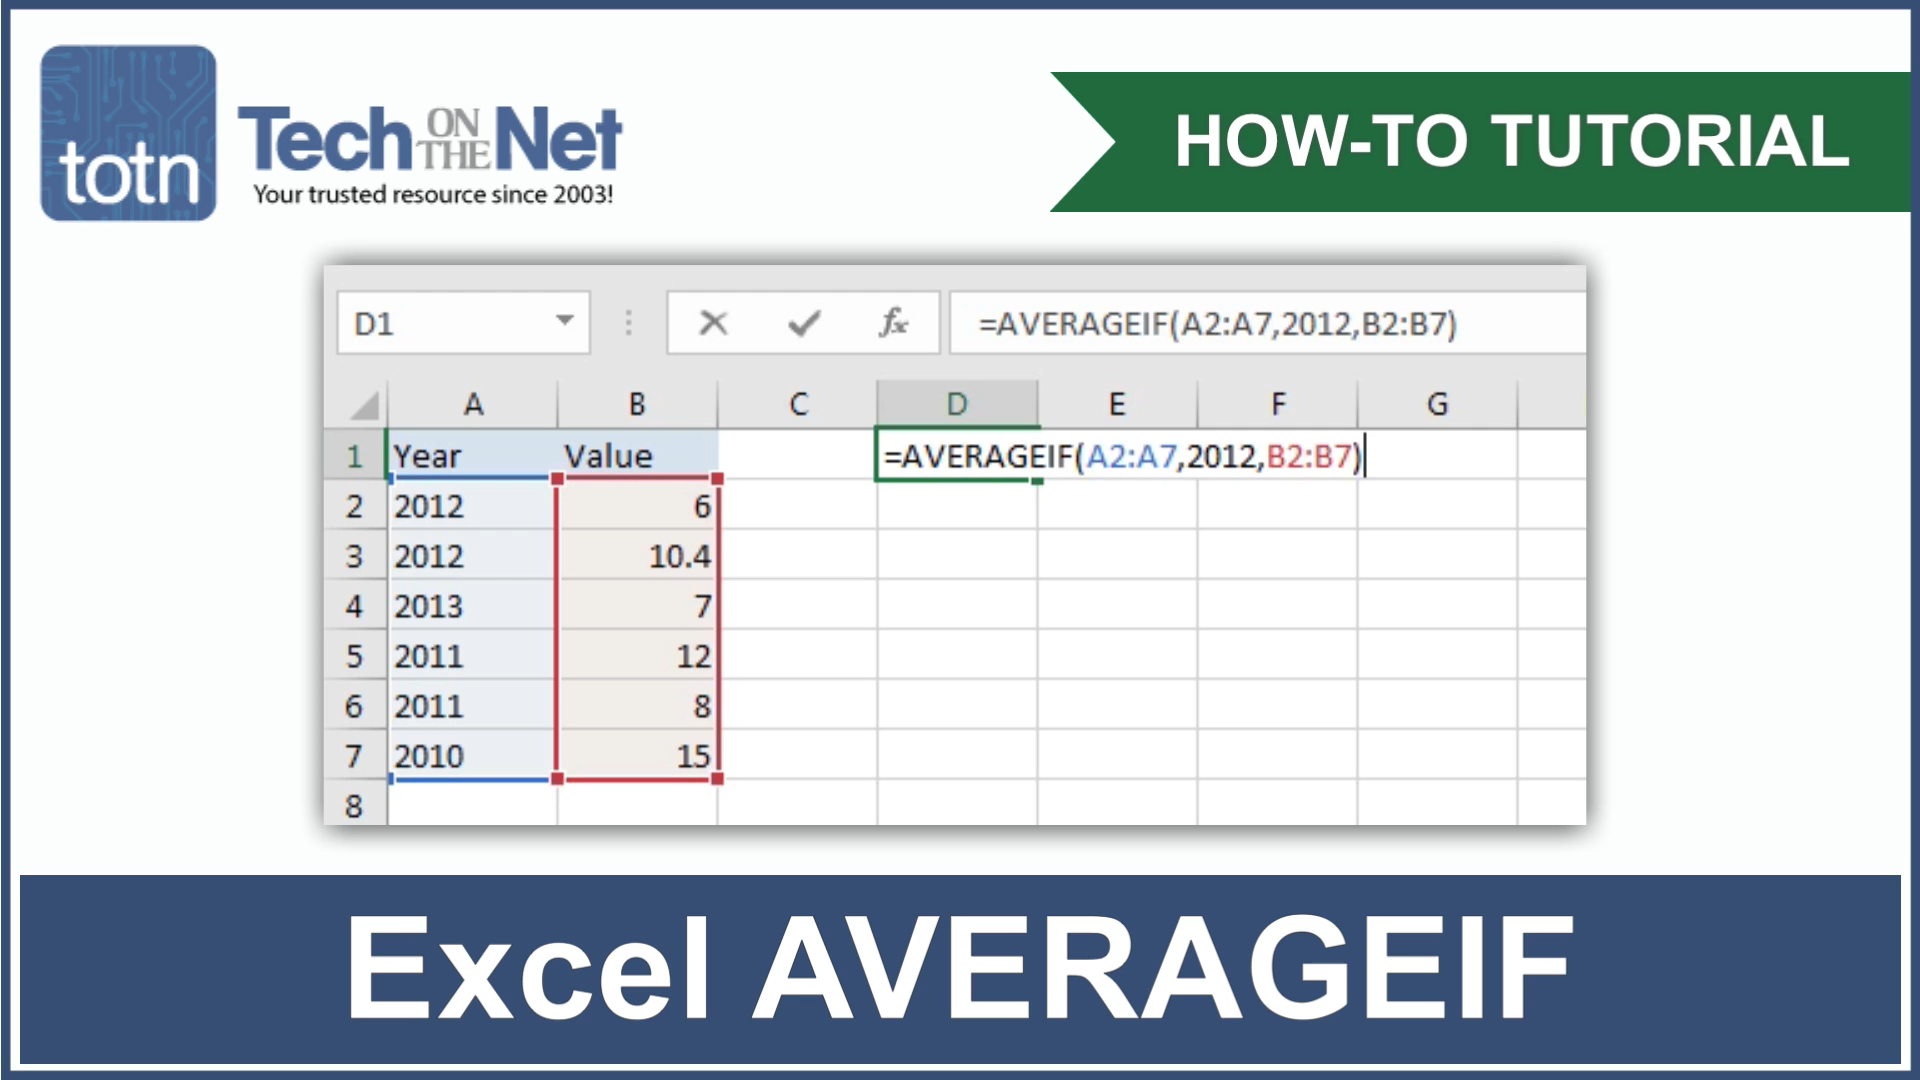 totn
Tech ON THE Net
Your trusted resource since 2003!
HOW-TO TUTORIAL
D1 fx =AVERAGEIF(A2:A7,2012,B2:B7)
A B C D E F G
1 Year Value =AVERAGEIF(A2:A7,2012,B2:B7)
2 2012 6
3 2012 10.4
4 2013 7
5 2011 12
6 2011 8
7 2010 15
8
Excel AVERAGEIF